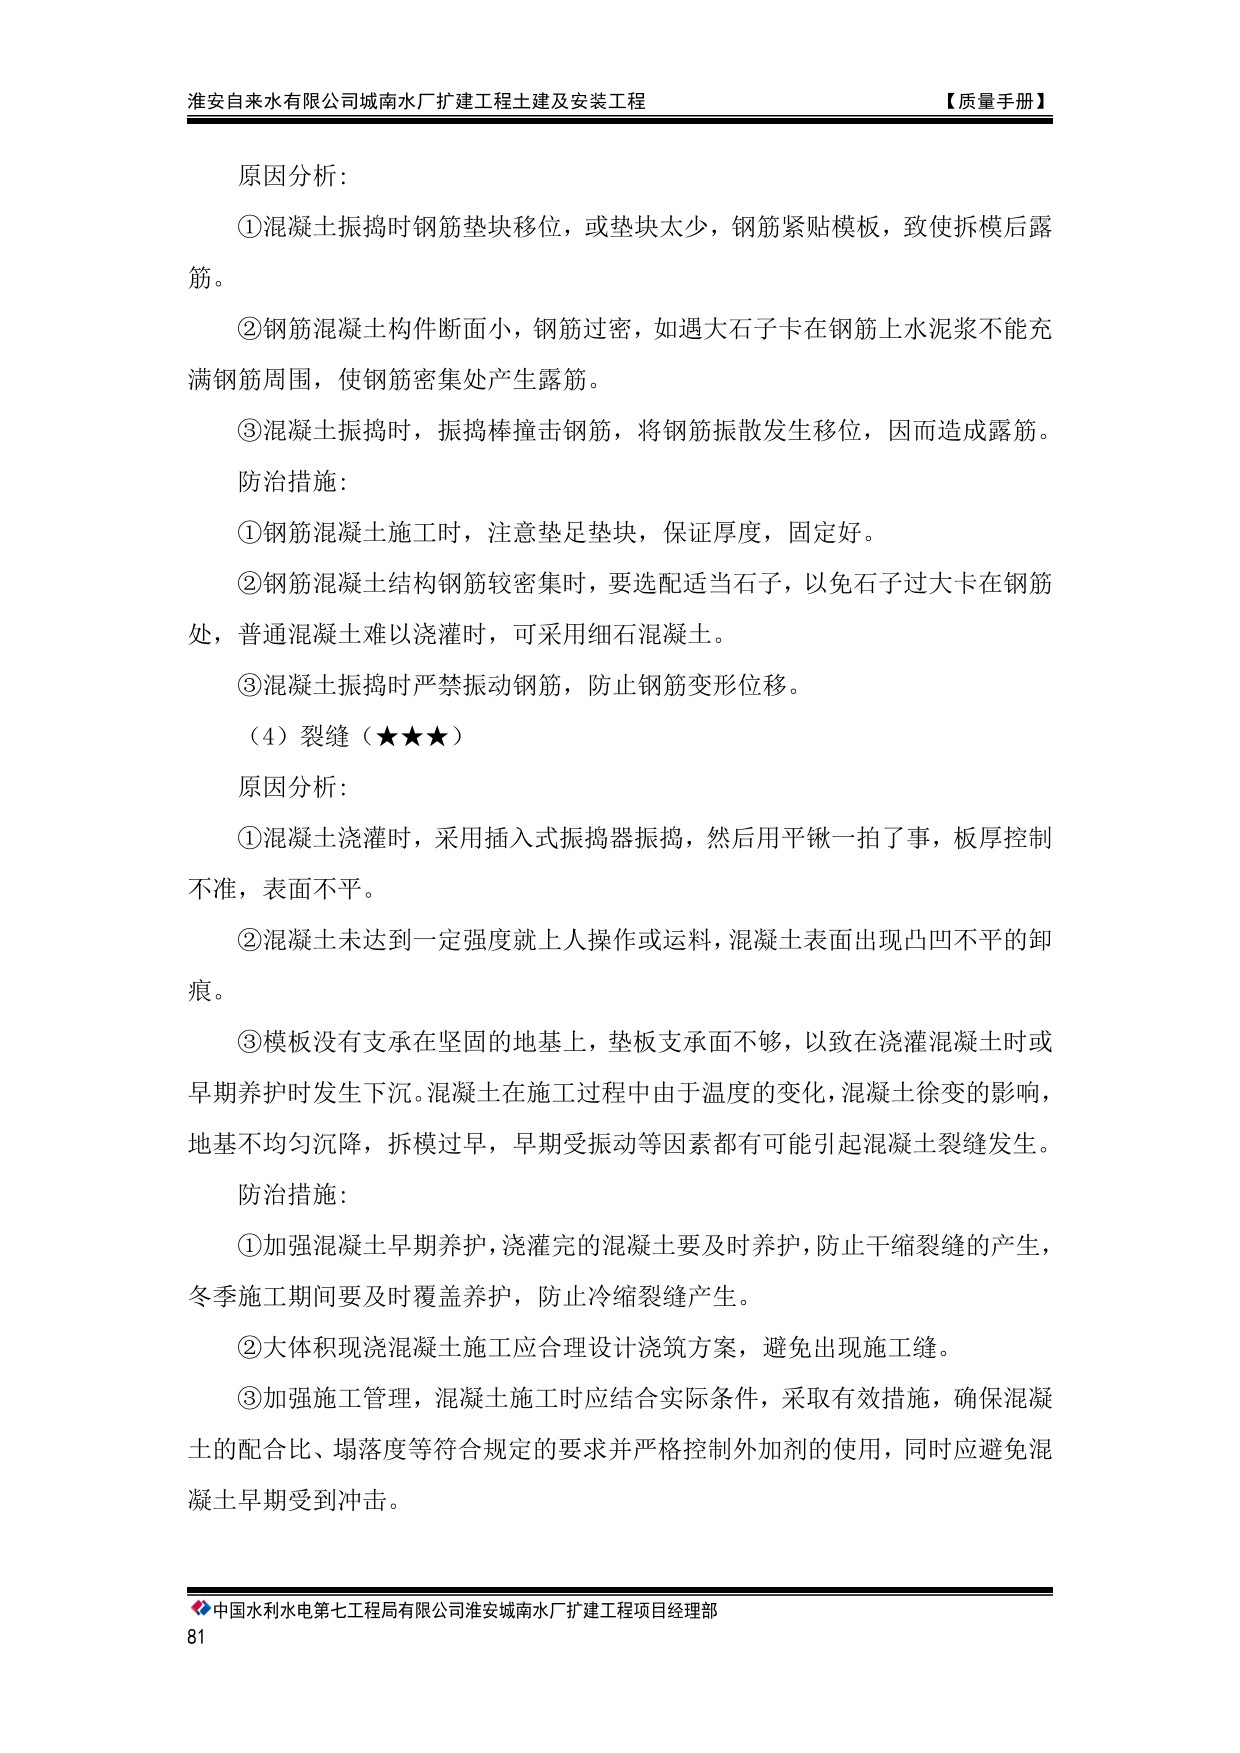 淮安自来水有限公司城南水厂扩建工程土建及安装工程 【质量手册】
原因分析：
①混凝土振捣时钢筋垫块移位，或垫块太少，钢筋紧贴模板，致使拆模后露
筋。
②钢筋混凝土构件断面小，钢筋过密，如遇大石子卡在钢筋上水泥浆不能充
满钢筋周围，使钢筋密集处产生露筋。
③混凝土振捣时，振捣棒撞击钢筋，将钢筋振散发生移位，因而造成露筋。
防治措施：
①钢筋混凝土施工时，注意垫足垫块，保证厚度，固定好。
②钢筋混凝土结构钢筋较密集时，要选配适当石子，以免石子过大卡在钢筋
处，普通混凝土难以浇灌时，可采用细石混凝土。
③混凝土振捣时严禁振动钢筋，防止钢筋变形位移。
（4）裂缝（★★★）
原因分析：
①混凝土浇灌时，采用插入式振捣器振捣，然后用平锹一拍了事，板厚控制
不准，表面不平。
②混凝土未达到一定强度就上人操作或运料，混凝土表面出现凸凹不平的卸
痕。
③模板没有支承在坚固的地基上，垫板支承面不够，以致在浇灌混凝土时或
早期养护时发生下沉。混凝土在施工过程中由于温度的变化，混凝土徐变的影响，
地基不均匀沉降，拆模过早，早期受振动等因素都有可能引起混凝土裂缝发生。
防治措施：
①加强混凝土早期养护，浇灌完的混凝土要及时养护，防止干缩裂缝的产生，
冬季施工期间要及时覆盖养护，防止冷缩裂缝产生。
②大体积现浇混凝土施工应合理设计浇筑方案，避免出现施工缝。
③加强施工管理，混凝土施工时应结合实际条件，采取有效措施，确保混凝
土的配合比、塌落度等符合规定的要求并严格控制外加剂的使用，同时应避免混
凝土早期受到冲击。
中国水利水电第七工程局有限公司淮安城南水厂扩建工程项目经理部
81